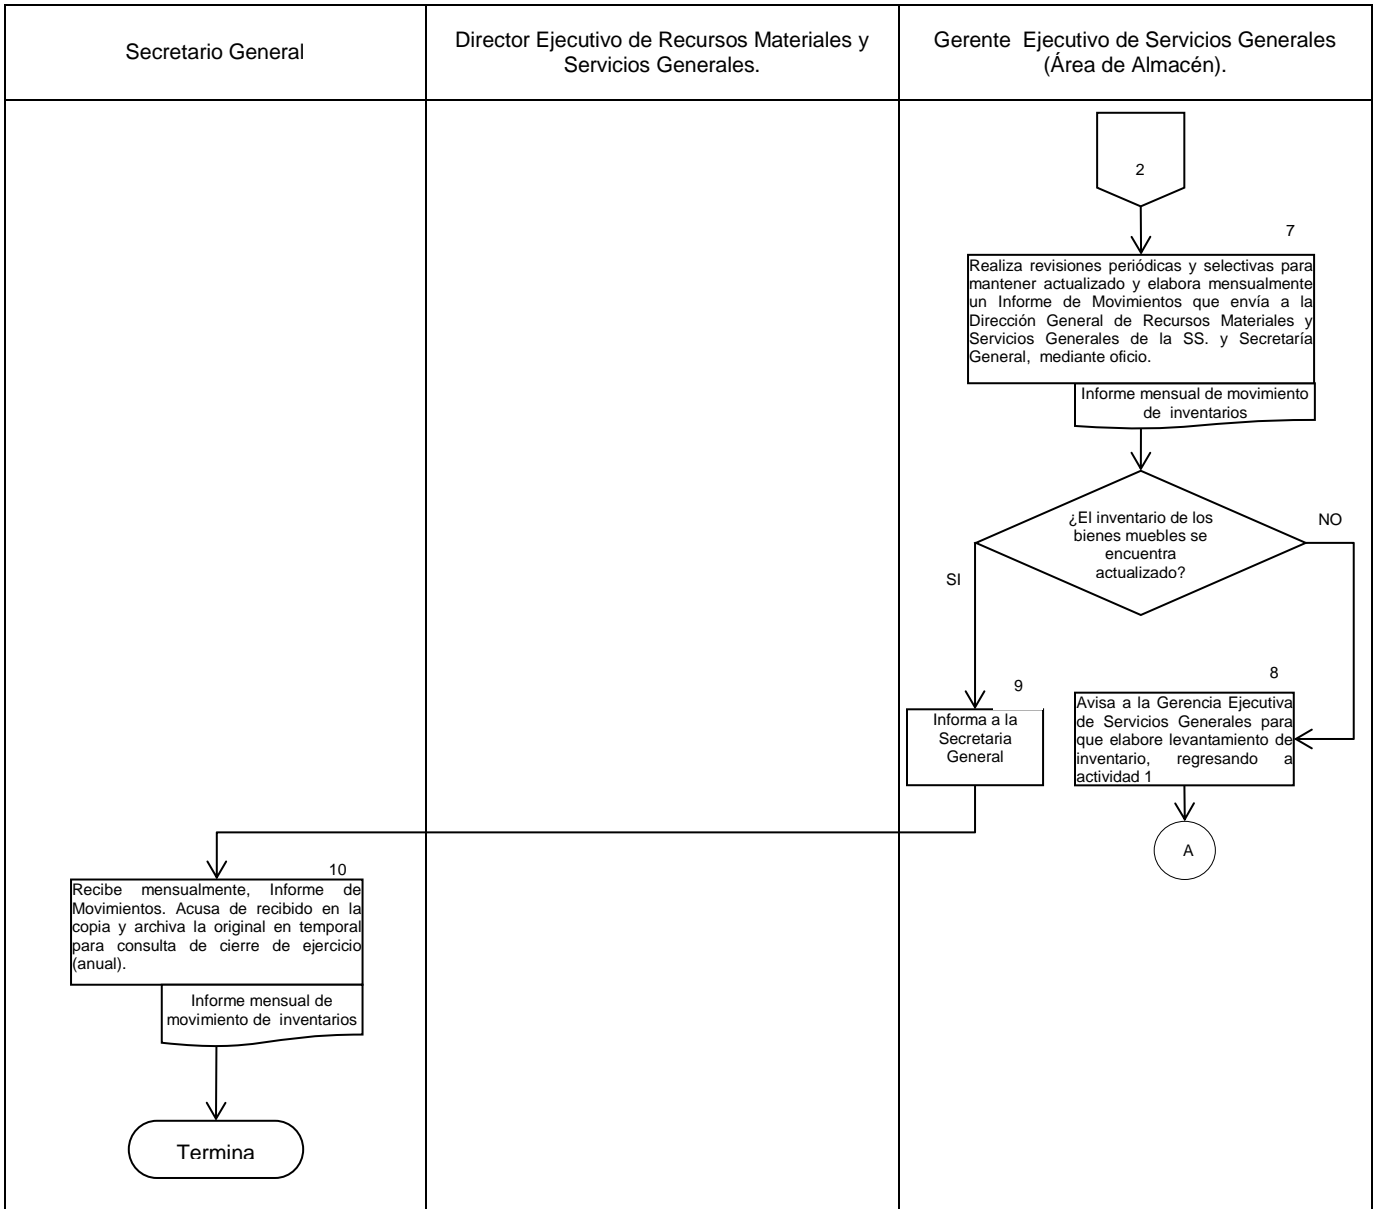 Secretario General
Director Ejecutivo de Recursos Materiales y
Servicios Generales.
Gerente  Ejecutivo de Servicios Generales
(Área de Almacén).
2
7
Realiza revisiones periódicas y selectivas para
mantener actualizado y elabora mensualmente
un Informe de Movimientos que envía a la
Dirección General de Recursos Materiales y
Servicios Generales de la SS. y Secretaría
General,  mediante oficio.
Informe mensual de movimiento
de  inventarios
¿El inventario de los
bienes muebles se
encuentra
actualizado?
NO
SI
8
Avisa a la Gerencia Ejecutiva
de Servicios Generales para
que elabore levantamiento de
inventario, regresando a
actividad 1
9
Informa a la
Secretaria
General
A
10
Recibe mensualmente, Informe de
Movimientos. Acusa de recibido en la
copia y archiva la original en temporal
para consulta de cierre de ejercicio
(anual).
Informe mensual de
movimiento de  inventarios
Termina